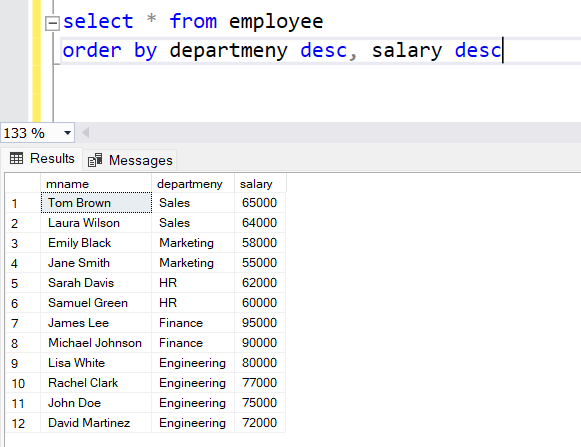 select * from employee
order by departmeny desc, salary desc
133 %
Results Messages
mname departmeny salary
1 Tom Brown Sales 65000
2 Laura Wilson Sales 64000
3 Emily Black Marketing 58000
4 Jane Smith Marketing 55000
5 Sarah Davis HR 62000
6 Samuel Green HR 60000
7 James Lee Finance 95000
8 Michael Johnson Finance 90000
9 Lisa White Engineering 80000
10 Rachel Clark Engineering 77000
11 John Doe Engineering 75000
12 David Martinez Engineering 72000